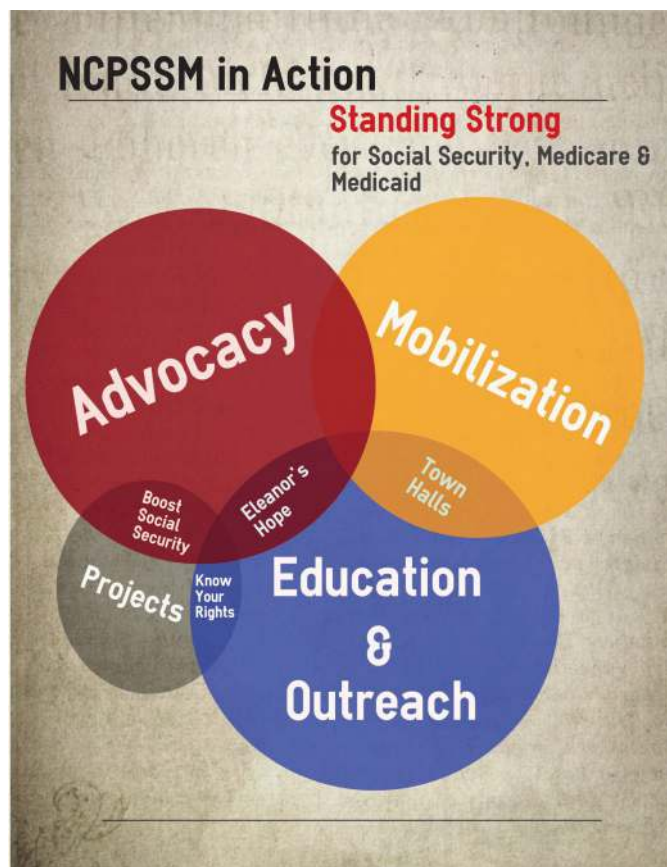 NCPSSM in Action
Standing Strong
for Social Security, Medicare &
Medicaid
Advocacy
Mobilization
Boost
Social
Security
Eleanor's
Hope
Town
Halls
Projects
Know
Your
Rights
Education
&
Outreach